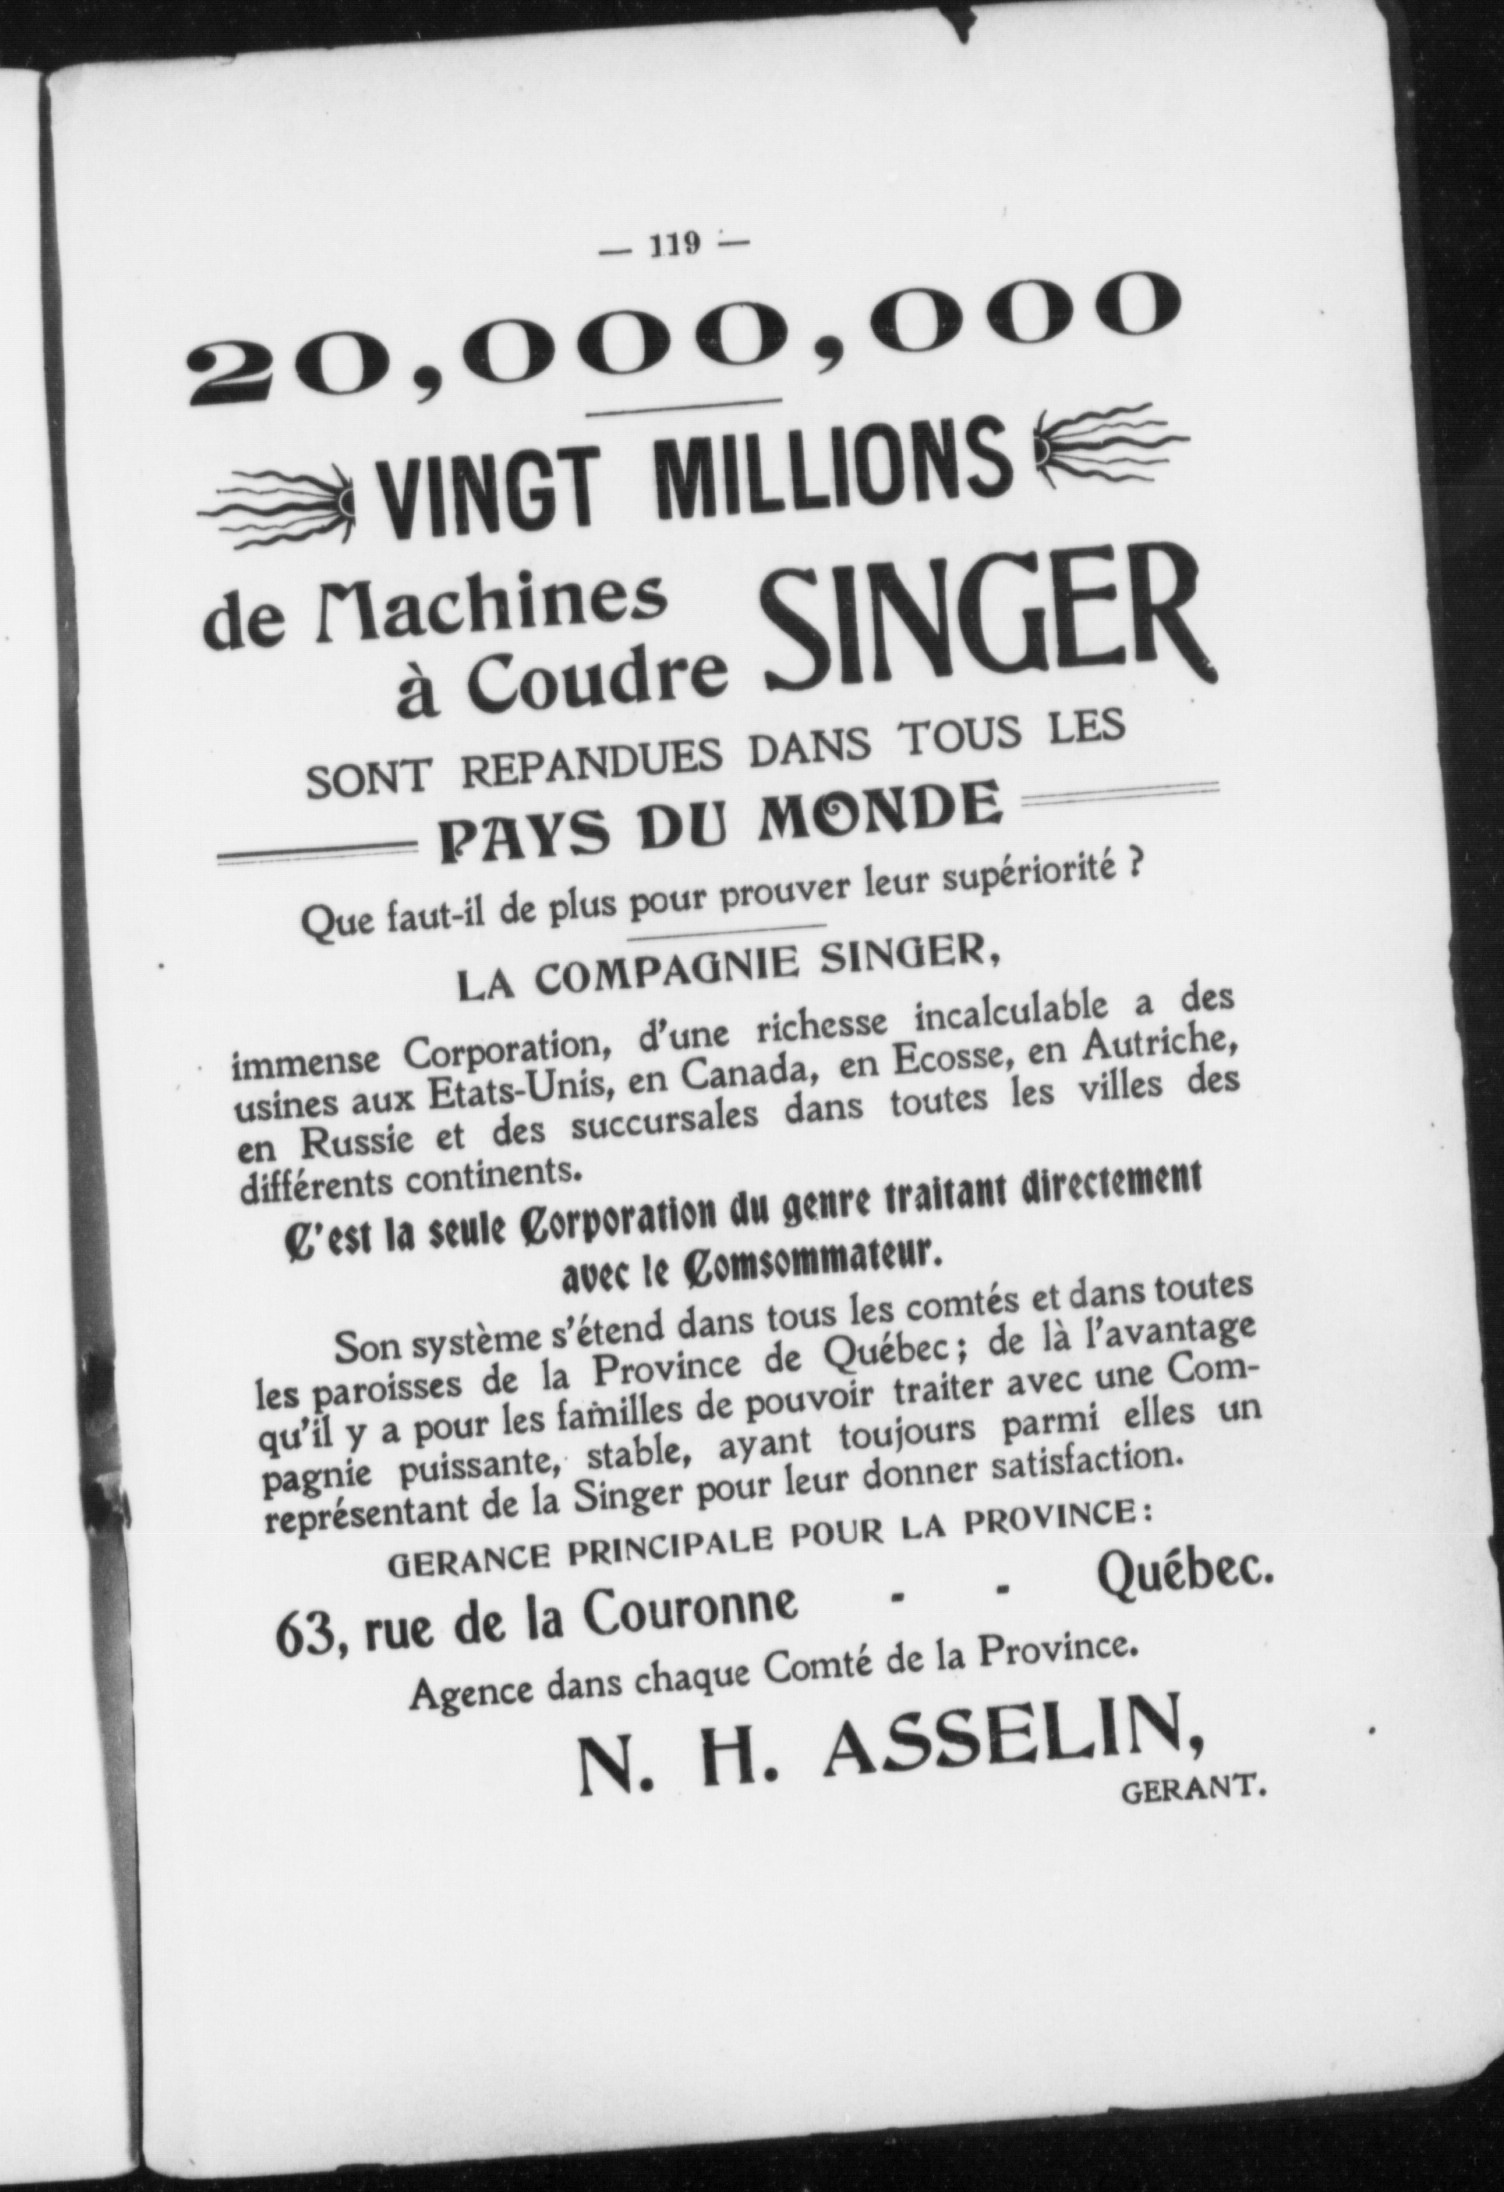 — 119 —
20,000,000
VINGT MILLIONS
de Machines
à Coudre SINGER
SONT REPANDUES DANS TOUS LES
PAYS DU MONDE
Que faut-il de plus pour prouver leur supériorité ?
LA COMPAGNIE SINGER,
immense Corporation, d'une richesse incalculable a des
usines aux Etats-Unis, en Canada, en Ecosse, en Autriche,
en Russie et des succursales dans toutes les villes des
différents continents.
C'est la seule Corporation du genre traitant directement
avec le Comsommateur.
Son système s'étend dans tous les comtés et dans toutes
les paroisses de la Province de Québec ; de là l'avantage
qu'il y a pour les familles de pouvoir traiter avec une Com-
pagnie puissante, stable, ayant toujours parmi elles un
représentant de la Singer pour leur donner satisfaction.
GERANCE PRINCIPALE POUR LA PROVINCE :
63, rue de la Couronne - - Québec.
Agence dans chaque Comté de la Province.
N. H. ASSELIN,
GERANT.